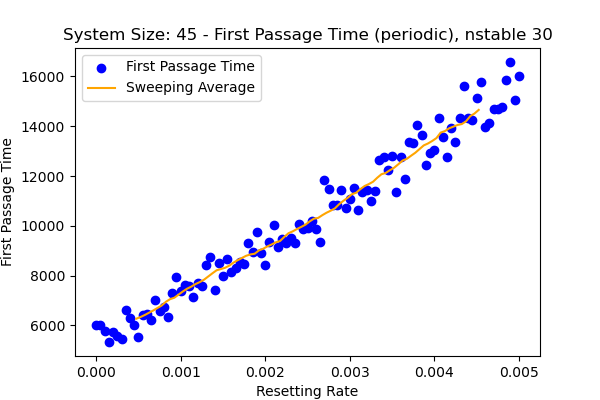 System Size: 45 - First Passage Time (periodic), nstable 30
First Passage Time
Sweeping Average
First Passage Time
16000
14000
12000
10000
8000
6000
0.000
0.001
0.002
0.003
0.004
0.005
Resetting Rate